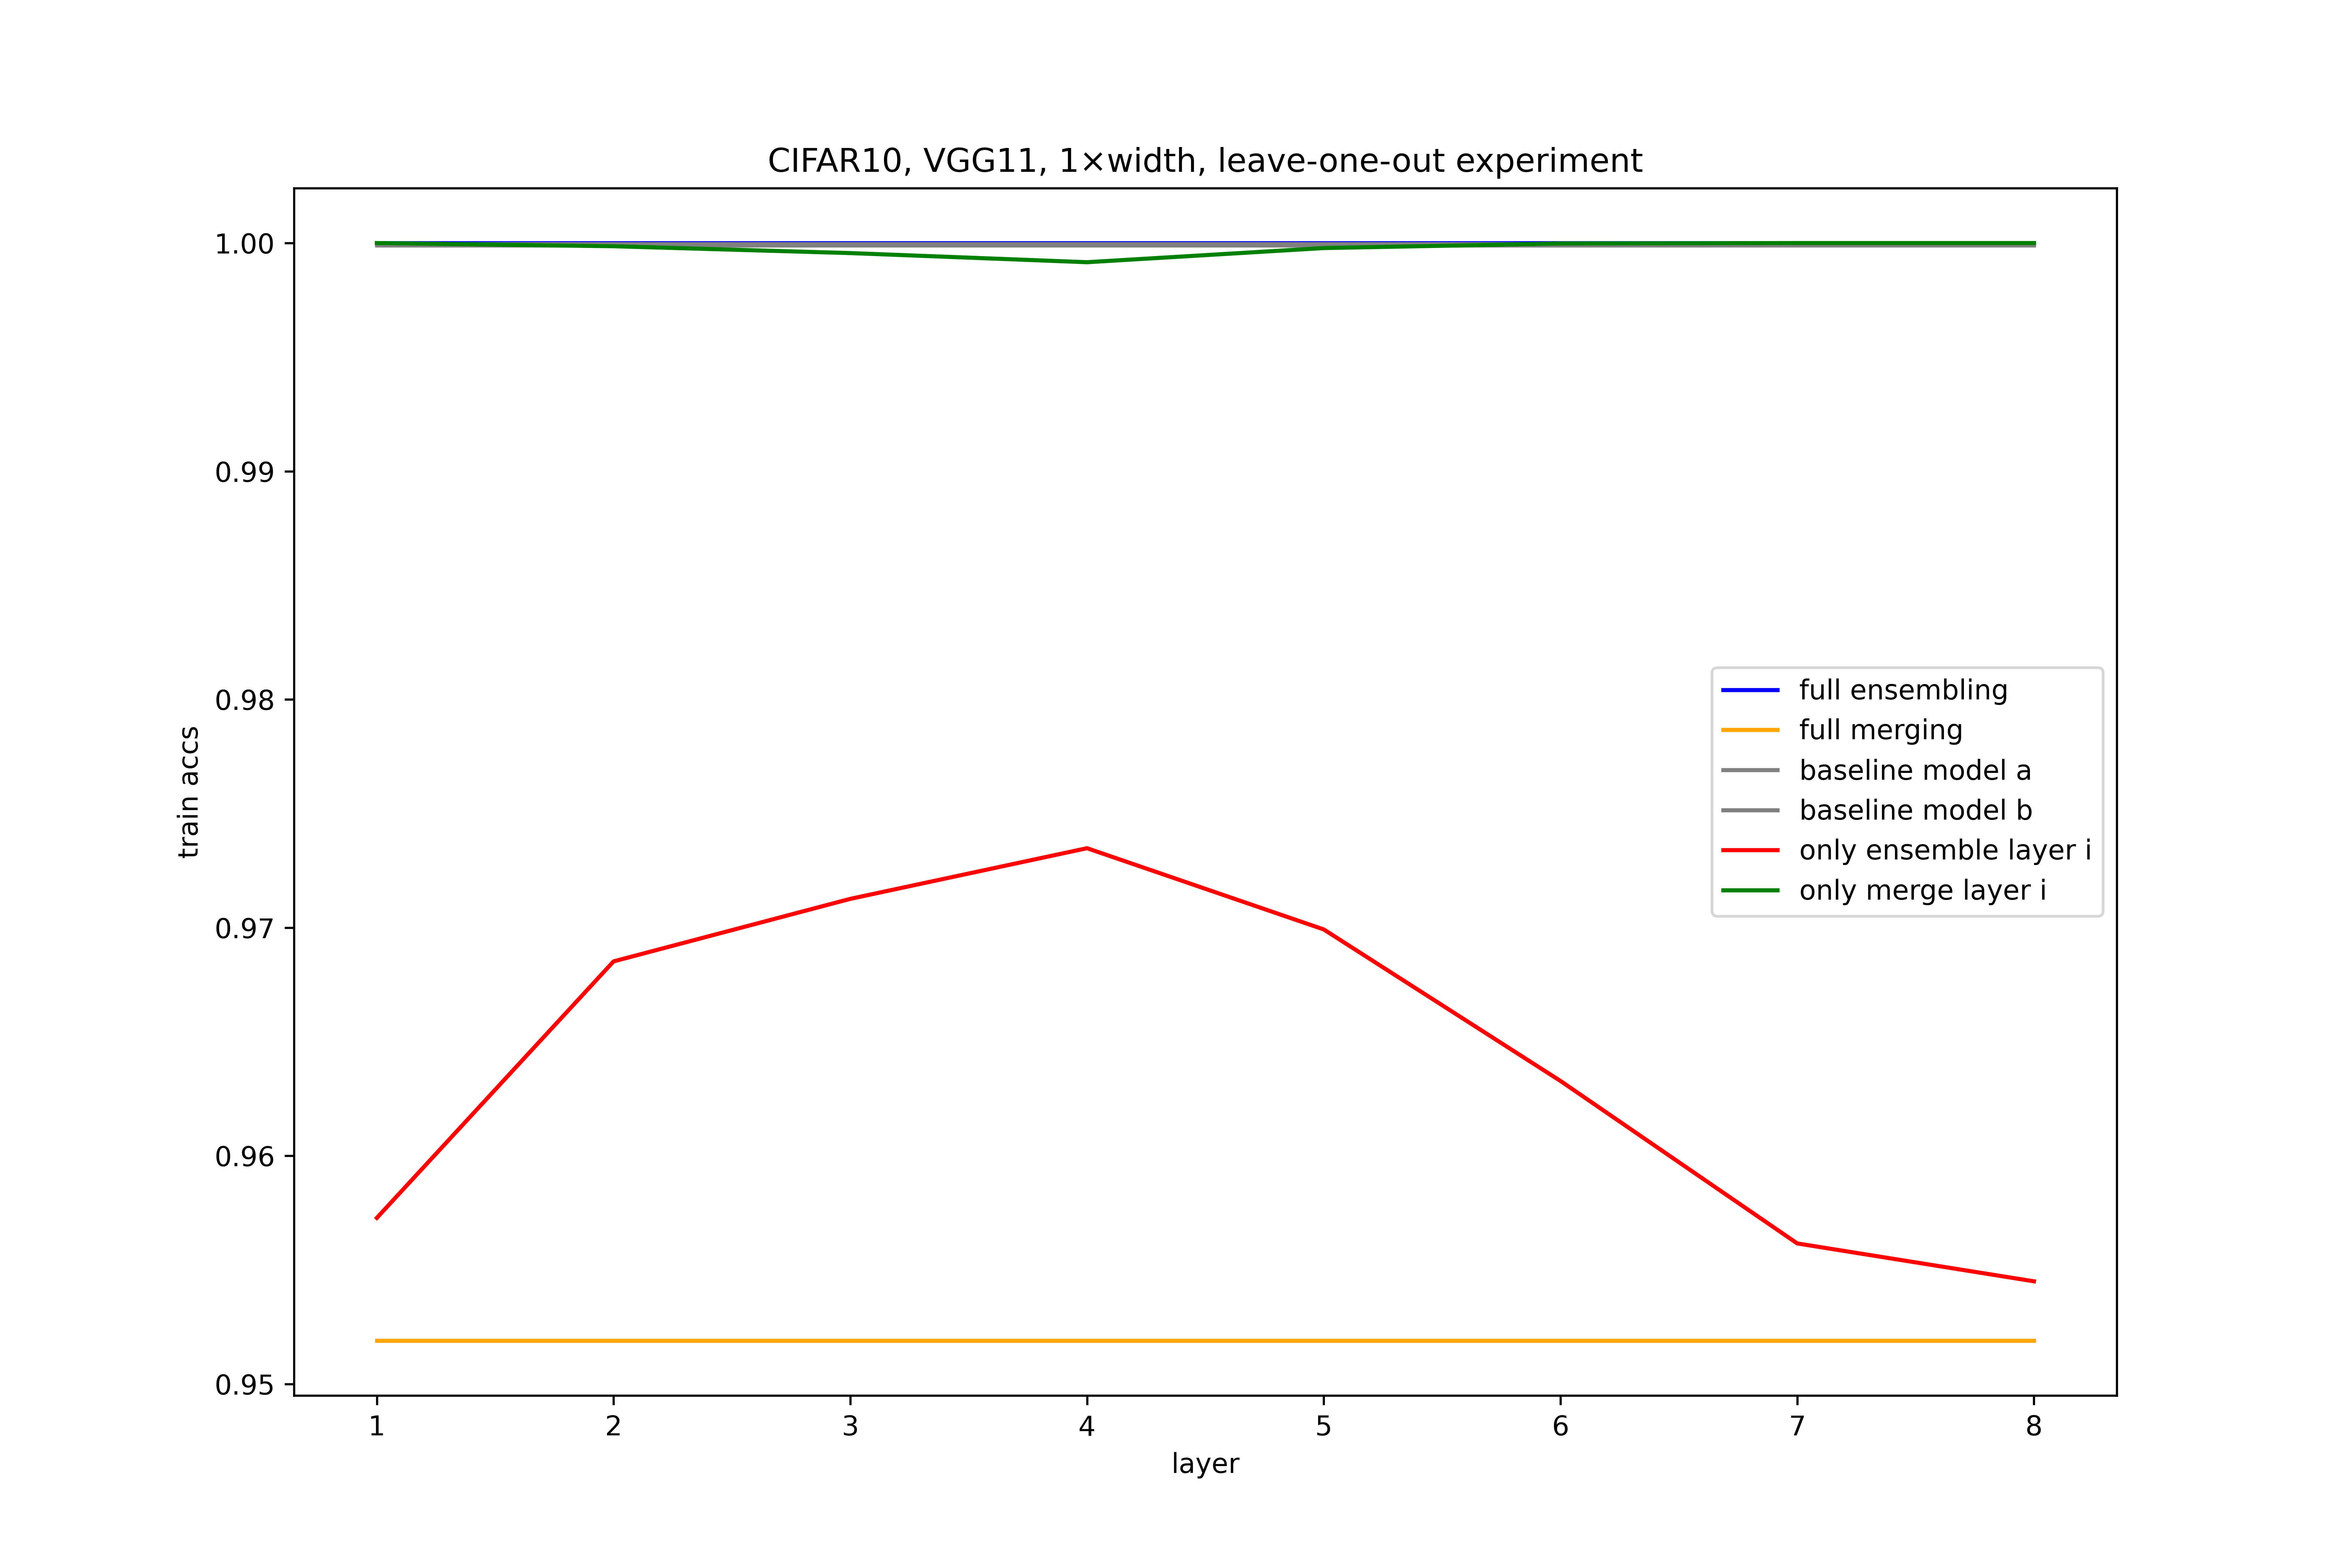 CIFAR10, VGG11, 1×width, leave-one-out experiment
train accs
1.00
0.99
0.98
0.97
0.96
0.95
full ensembling
full merging
baseline model a
baseline model b
only ensemble layer i
only merge layer i
1 2 3 4 5 6 7 8
layer